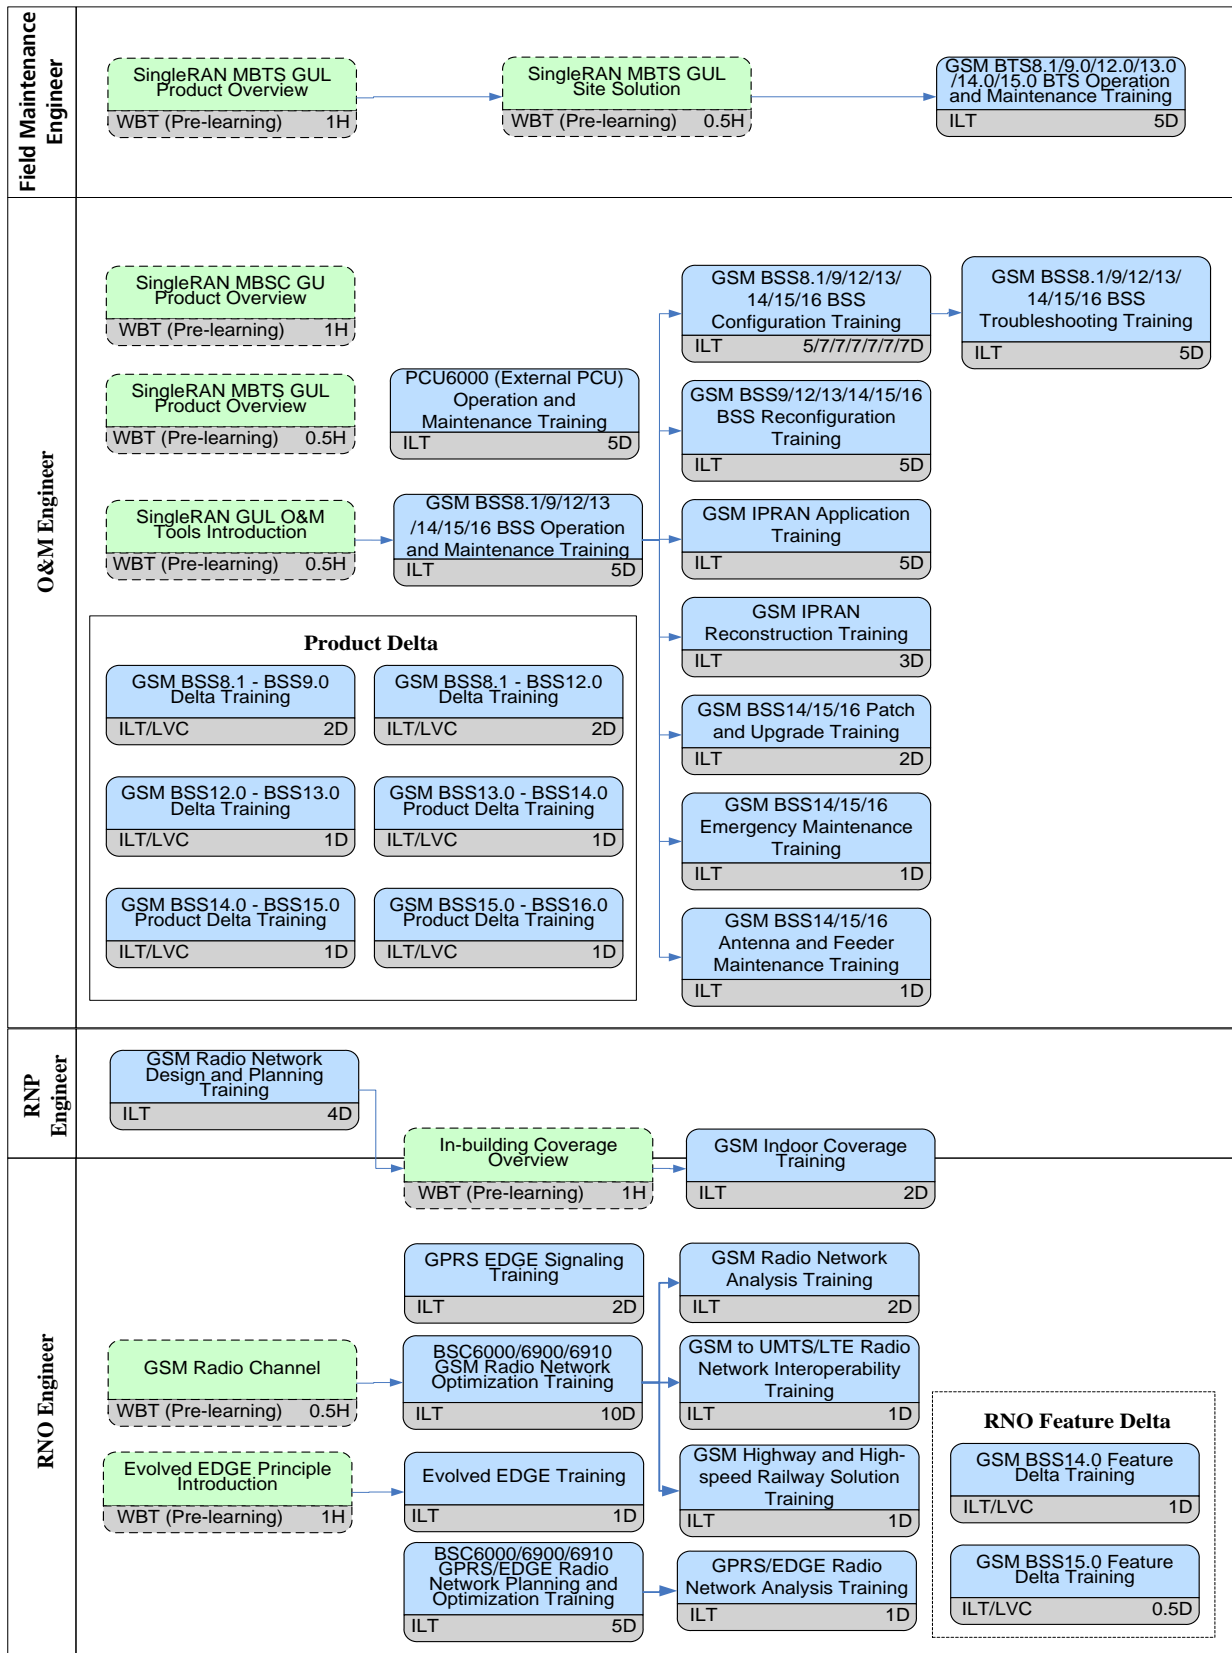 Field Maintenance
Engineer
SingleRAN MBTS GUL
Product Overview
WBT (Pre-learning) 1H
SingleRAN MBTS GUL
Site Solution
WBT (Pre-learning) 0.5H
GSM BTS8.1/9.0/12.0/13.0
/14.0/15.0 BTS Operation
and Maintenance Training
ILT 5D
O&M Engineer
SingleRAN MBSC GU
Product Overview
WBT (Pre-learning) 1H
SingleRAN MBTS GUL
Product Overview
WBT (Pre-learning) 0.5H
SingleRAN GUL O&M
Tools Introduction
WBT (Pre-learning) 0.5H
PCU6000 (External PCU)
Operation and
Maintenance Training
ILT 5D
GSM BSS8.1/9/12/13
/14/15/16 BSS Operation
and Maintenance Training
ILT 5D
GSM BSS8.1/9/12/13/
/14/15/16 BSS
Configuration Training
ILT 5/7/7/7/7/7/7D
GSM BSS8.1/9/12/13/
/14/15/16 BSS
Troubleshooting Training
ILT 5D
GSM BSS9/12/13/14/15/16
BSS Reconfiguration
Training
ILT 5D
GSM IPRAN Application
Training
ILT 5D
GSM IPRAN
Reconstruction Training
ILT 3D
GSM BSS14/15/16 Patch
and Upgrade Training
ILT 2D
GSM BSS14/15/16
Emergency Maintenance
Training
ILT 1D
GSM BSS14/15/16
Antenna and Feeder
Maintenance Training
ILT 1D
Product Delta
GSM BSS8.1 - BSS9.0
Delta Training
ILT/LVC 2D
GSM BSS8.1 - BSS12.0
Delta Training
ILT/LVC 2D
GSM BSS12.0 - BSS13.0
Delta Training
ILT/LVC 1D
GSM BSS13.0 - BSS14.0
Product Delta Training
ILT/LVC 1D
GSM BSS14.0 - BSS15.0
Product Delta Training
ILT/LVC 1D
GSM BSS15.0 - BSS16.0
Product Delta Training
ILT/LVC 1D
RNP
Engineer
GSM Radio Network
Design and Planning
Training
ILT 4D
In-building Coverage
Overview
WBT (Pre-learning) 1H
GSM Indoor Coverage
Training
ILT 2D
RNO Engineer
GPRS EDGE Signaling
Training
ILT 2D
GSM Radio Network
Analysis Training
ILT 2D
GSM Radio Channel
WBT (Pre-learning) 0.5H
BSC6000/6900/6910
GSM Radio Network
Optimization Training
ILT 10D
GSM to UMTS/LTE Radio
Network Interoperability
Training
ILT 1D
Evolved EDGE Principle
Introduction
WBT (Pre-learning) 1H
Evolved EDGE Training
ILT 1D
GSM Highway and High-
speed Railway Solution
Training
ILT 1D
BSC6000/6900/6910
GPRS/EDGE Radio
Network Planning and
Optimization Training
ILT 5D
GPRS/EDGE Radio
Network Analysis Training
ILT 1D
RNO Feature Delta
GSM BSS14.0 Feature
Delta Training
ILT/LVC 1D
GSM BSS15.0 Feature
Delta Training
ILT/LVC 0.5D